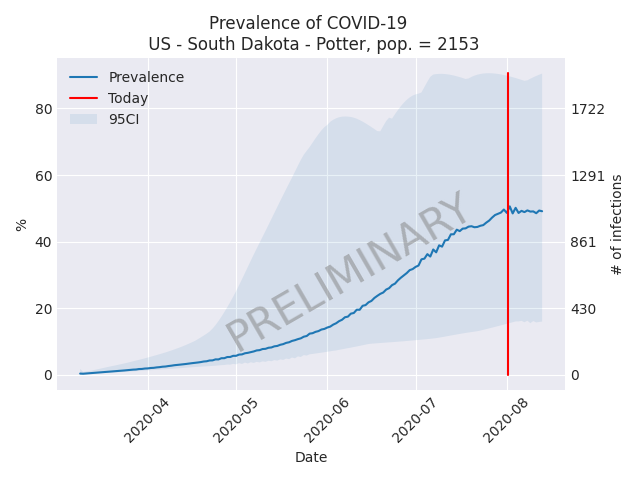 Prevalence of COVID-19
US - South Dakota - Potter, pop. = 2153
Prevalence
Today
95CI
%
80
60
40
20
0
1722
1291
861
430
0
# of infections
PRELIMINARY
2020-04
2020-05
2020-06
2020-07
2020-08
Date